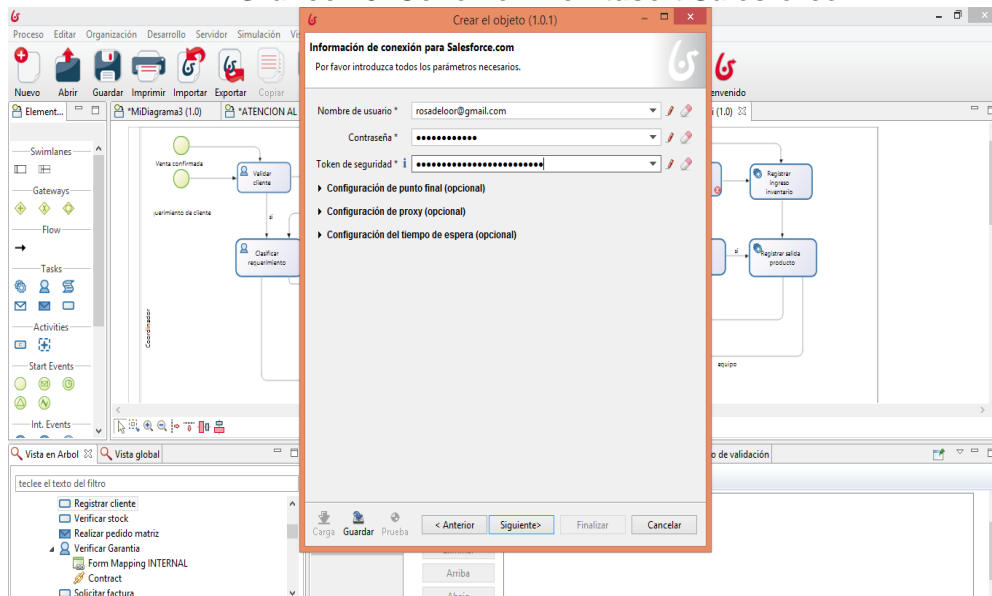 Crear el objeto (1.0.1)
Proceso Editar Organización Desarrollo Servidor Simulación
Información de conexión para Salesforce.com
Por favor introduzca todos los parámetros necesarios.
Nuevo Abrir Guardar Imprimir Importar Exportar Copiar
Element... *MiDiagrama3 (1.0) *ATENCION AL
(1.0)
Nombre de usuario * rosadeloor@gmail.com
Contraseña *
Token de seguridad *
Configuración de punto final (opcional)
Configuración de proxy (opcional)
Configuración del tiempo de espera (opcional)
Swimlanes
Gateways
Flow
Tasks
Activities
Start Events
Int. Events
Venta confirmada
Validar cliente
si
Clasificar requerimiento
Coordinador
Registrar ingreso inventario
si
Registrar salida producto
equipo
Vista en Arbol Vista global
o de validación
teclee el texto del filtro
Registrar cliente
Verificar stock
Realizar pedido matriz
Verificar Garantia
Form Mapping INTERNAL
Contract
Solicitar factura
Carga Guardar Prueba < Anterior Siguiente> Finalizar Cancelar
Arriba